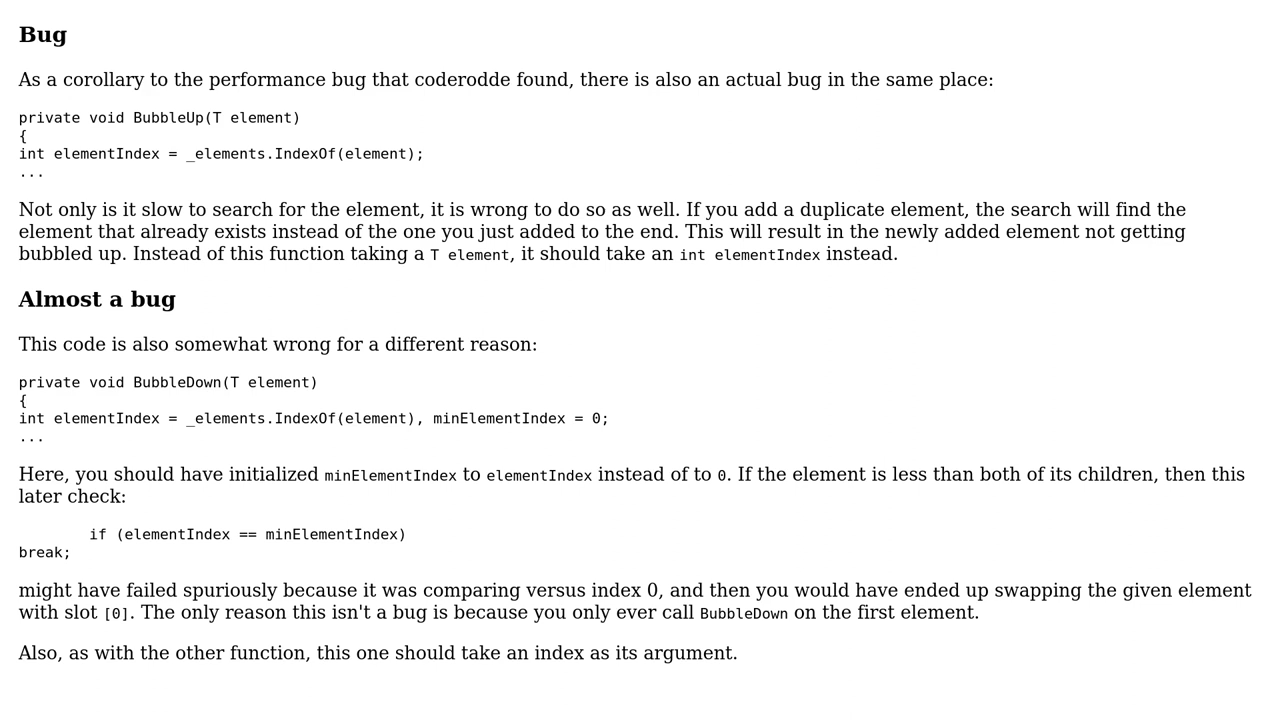 Bug
As a corollary to the performance bug that coderodde found, there is also an actual bug in the same place:
private void BubbleUp(T element)
{
int elementIndex = _elements.IndexOf(element);
...
Not only is it slow to search for the element, it is wrong to do so as well. If you add a duplicate element, the search will find the
element that already exists instead of the one you just added to the end. This will result in the newly added element not getting
bubbled up. Instead of this function taking a T element, it should take an int elementIndex instead.
Almost a bug
This code is also somewhat wrong for a different reason:
private void BubbleDown(T element)
{
int elementIndex = _elements.IndexOf(element), minElementIndex = 0;
...
Here, you should have initialized minElementIndex to elementIndex instead of to 0. If the element is less than both of its children, then this
later check:
if (elementIndex == minElementIndex)
break;
might have failed spuriously because it was comparing versus index 0, and then you would have ended up swapping the given element
with slot [0]. The only reason this isn't a bug is because you only ever call BubbleDown on the first element.
Also, as with the other function, this one should take an index as its argument.